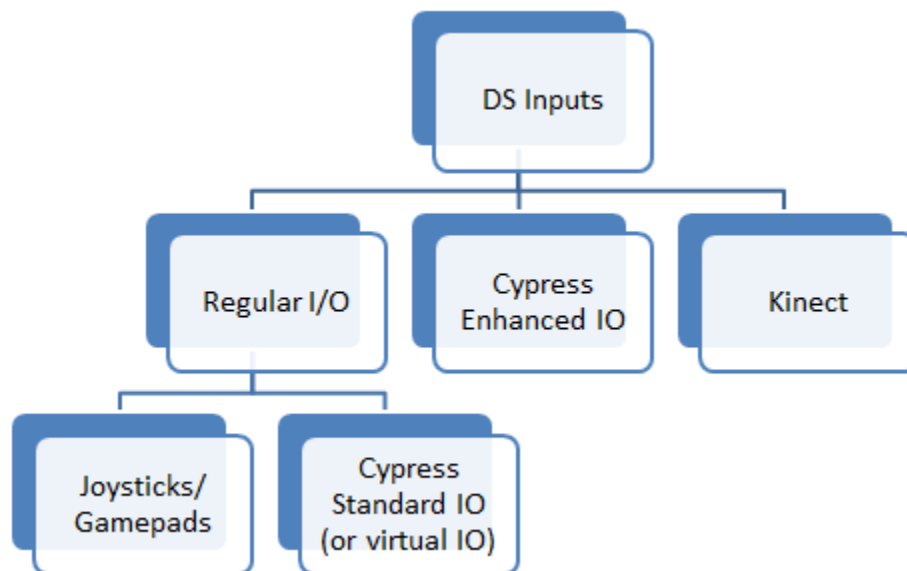 DS Inputs
Regular I/O
Cypress
Enhanced IO
Kinect
Joysticks/
Gamepads
Cypress
Standard IO
(or virtual IO)